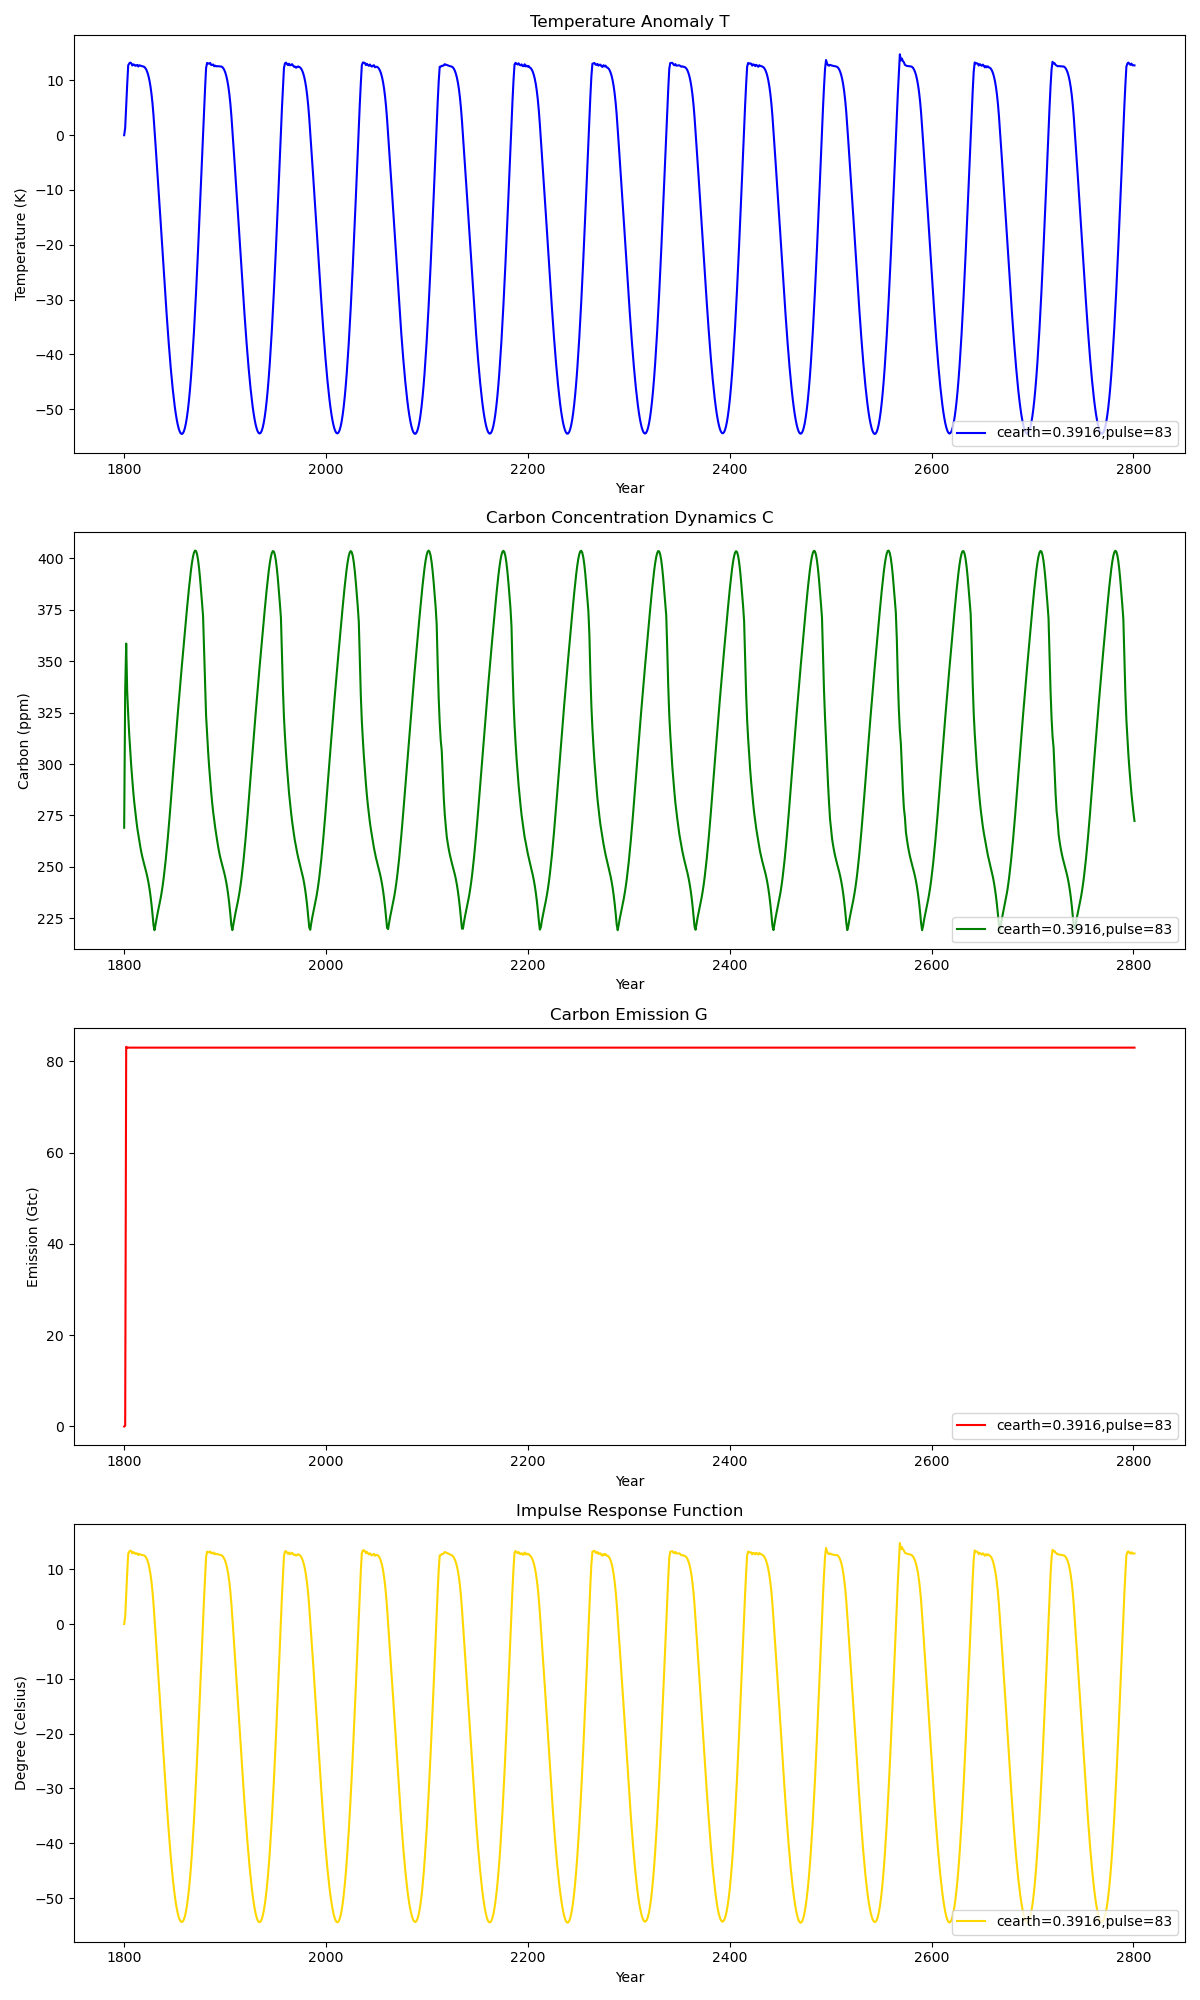 Temperature Anomaly T
10
0
−10
−20
−30
−40
−50
Temperature (K)
cearth=0.3916,pulse=83
1800 2000 2200 2400 2600 2800
Year
Carbon Concentration Dynamics C
400
375
350
325
300
275
250
225
Carbon (ppm)
cearth=0.3916,pulse=83
1800 2000 2200 2400 2600 2800
Year
Carbon Emission G
80
60
40
20
0
Emission (Gtc)
cearth=0.3916,pulse=83
1800 2000 2200 2400 2600 2800
Year
Impulse Response Function
10
0
−10
−20
−30
−40
−50
Degree (Celsius)
cearth=0.3916,pulse=83
1800 2000 2200 2400 2600 2800
Year